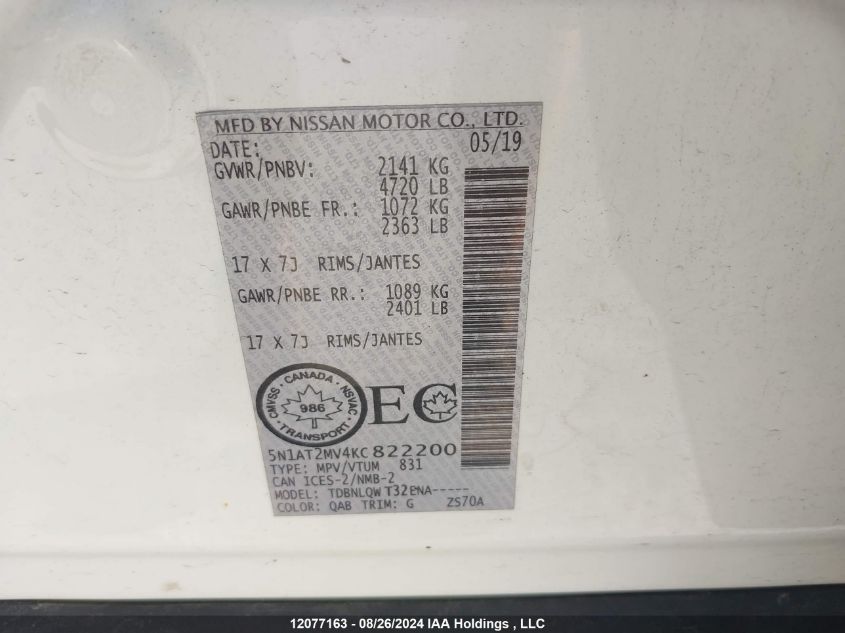 MFD BY NISSAN MOTOR CO., LTD.
DATE: 05/19
GVWR/PNBV: 2141 KG
4720 LB
GAWR/PNBE FR.: 1072 KG
2363 LB
17 X 7J RIMS/JANTES
GAWR/PNBE RR.: 1089 KG
2401 LB
17 X 7J RIMS/JANTES
CANADA
CMVSS 986 NSVAC
TRANSPORT
EC
5N1AT2MV4KC822200
TYPE: MPV/VTUM 831
CAN ICES-2/NMB-2
MODEL: TDBNLQW T32ENA-----
COLOR: QAB TRIM: G ZS70A
12077163 - 08/26/2024 IAA Holdings , LLC